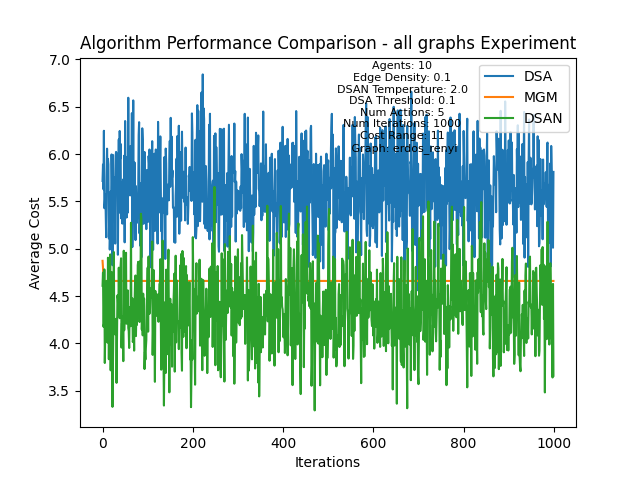 Algorithm Performance Comparison - all graphs Experiment
Agents: 10
Edge Density: 0.1
DSAN Temperature: 2.0
DSA Threshold: 0.1
Num Actions: 5
Num Iterations: 1000
Cost Range: 11
Graph: erdos_renyi
DSA
MGM
DSAN
Average Cost
7.0
6.5
6.0
5.5
5.0
4.5
4.0
3.5
0
200
400
600
800
1000
Iterations